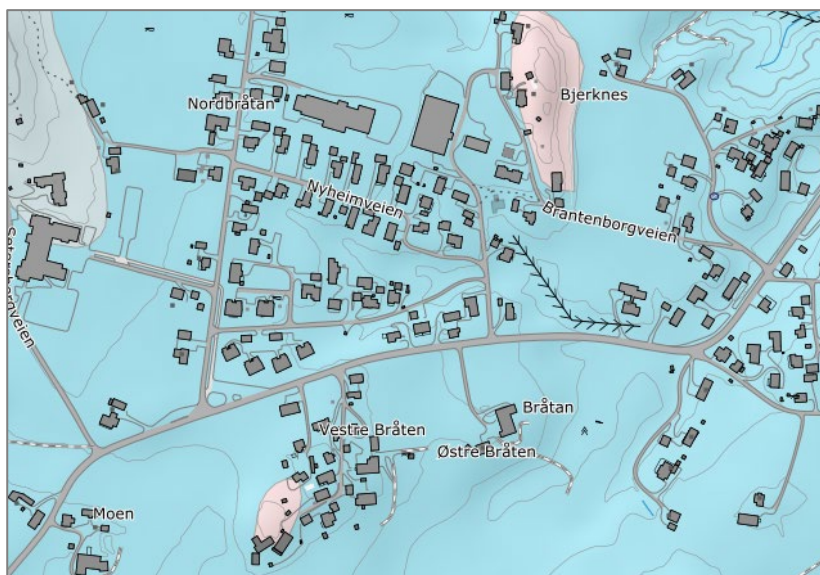 Bjerknes
Nordbråtan
Nyheimveien
Brantenborgveien
Bråtan
Vestre Bråten
Østre Bråten
Moen